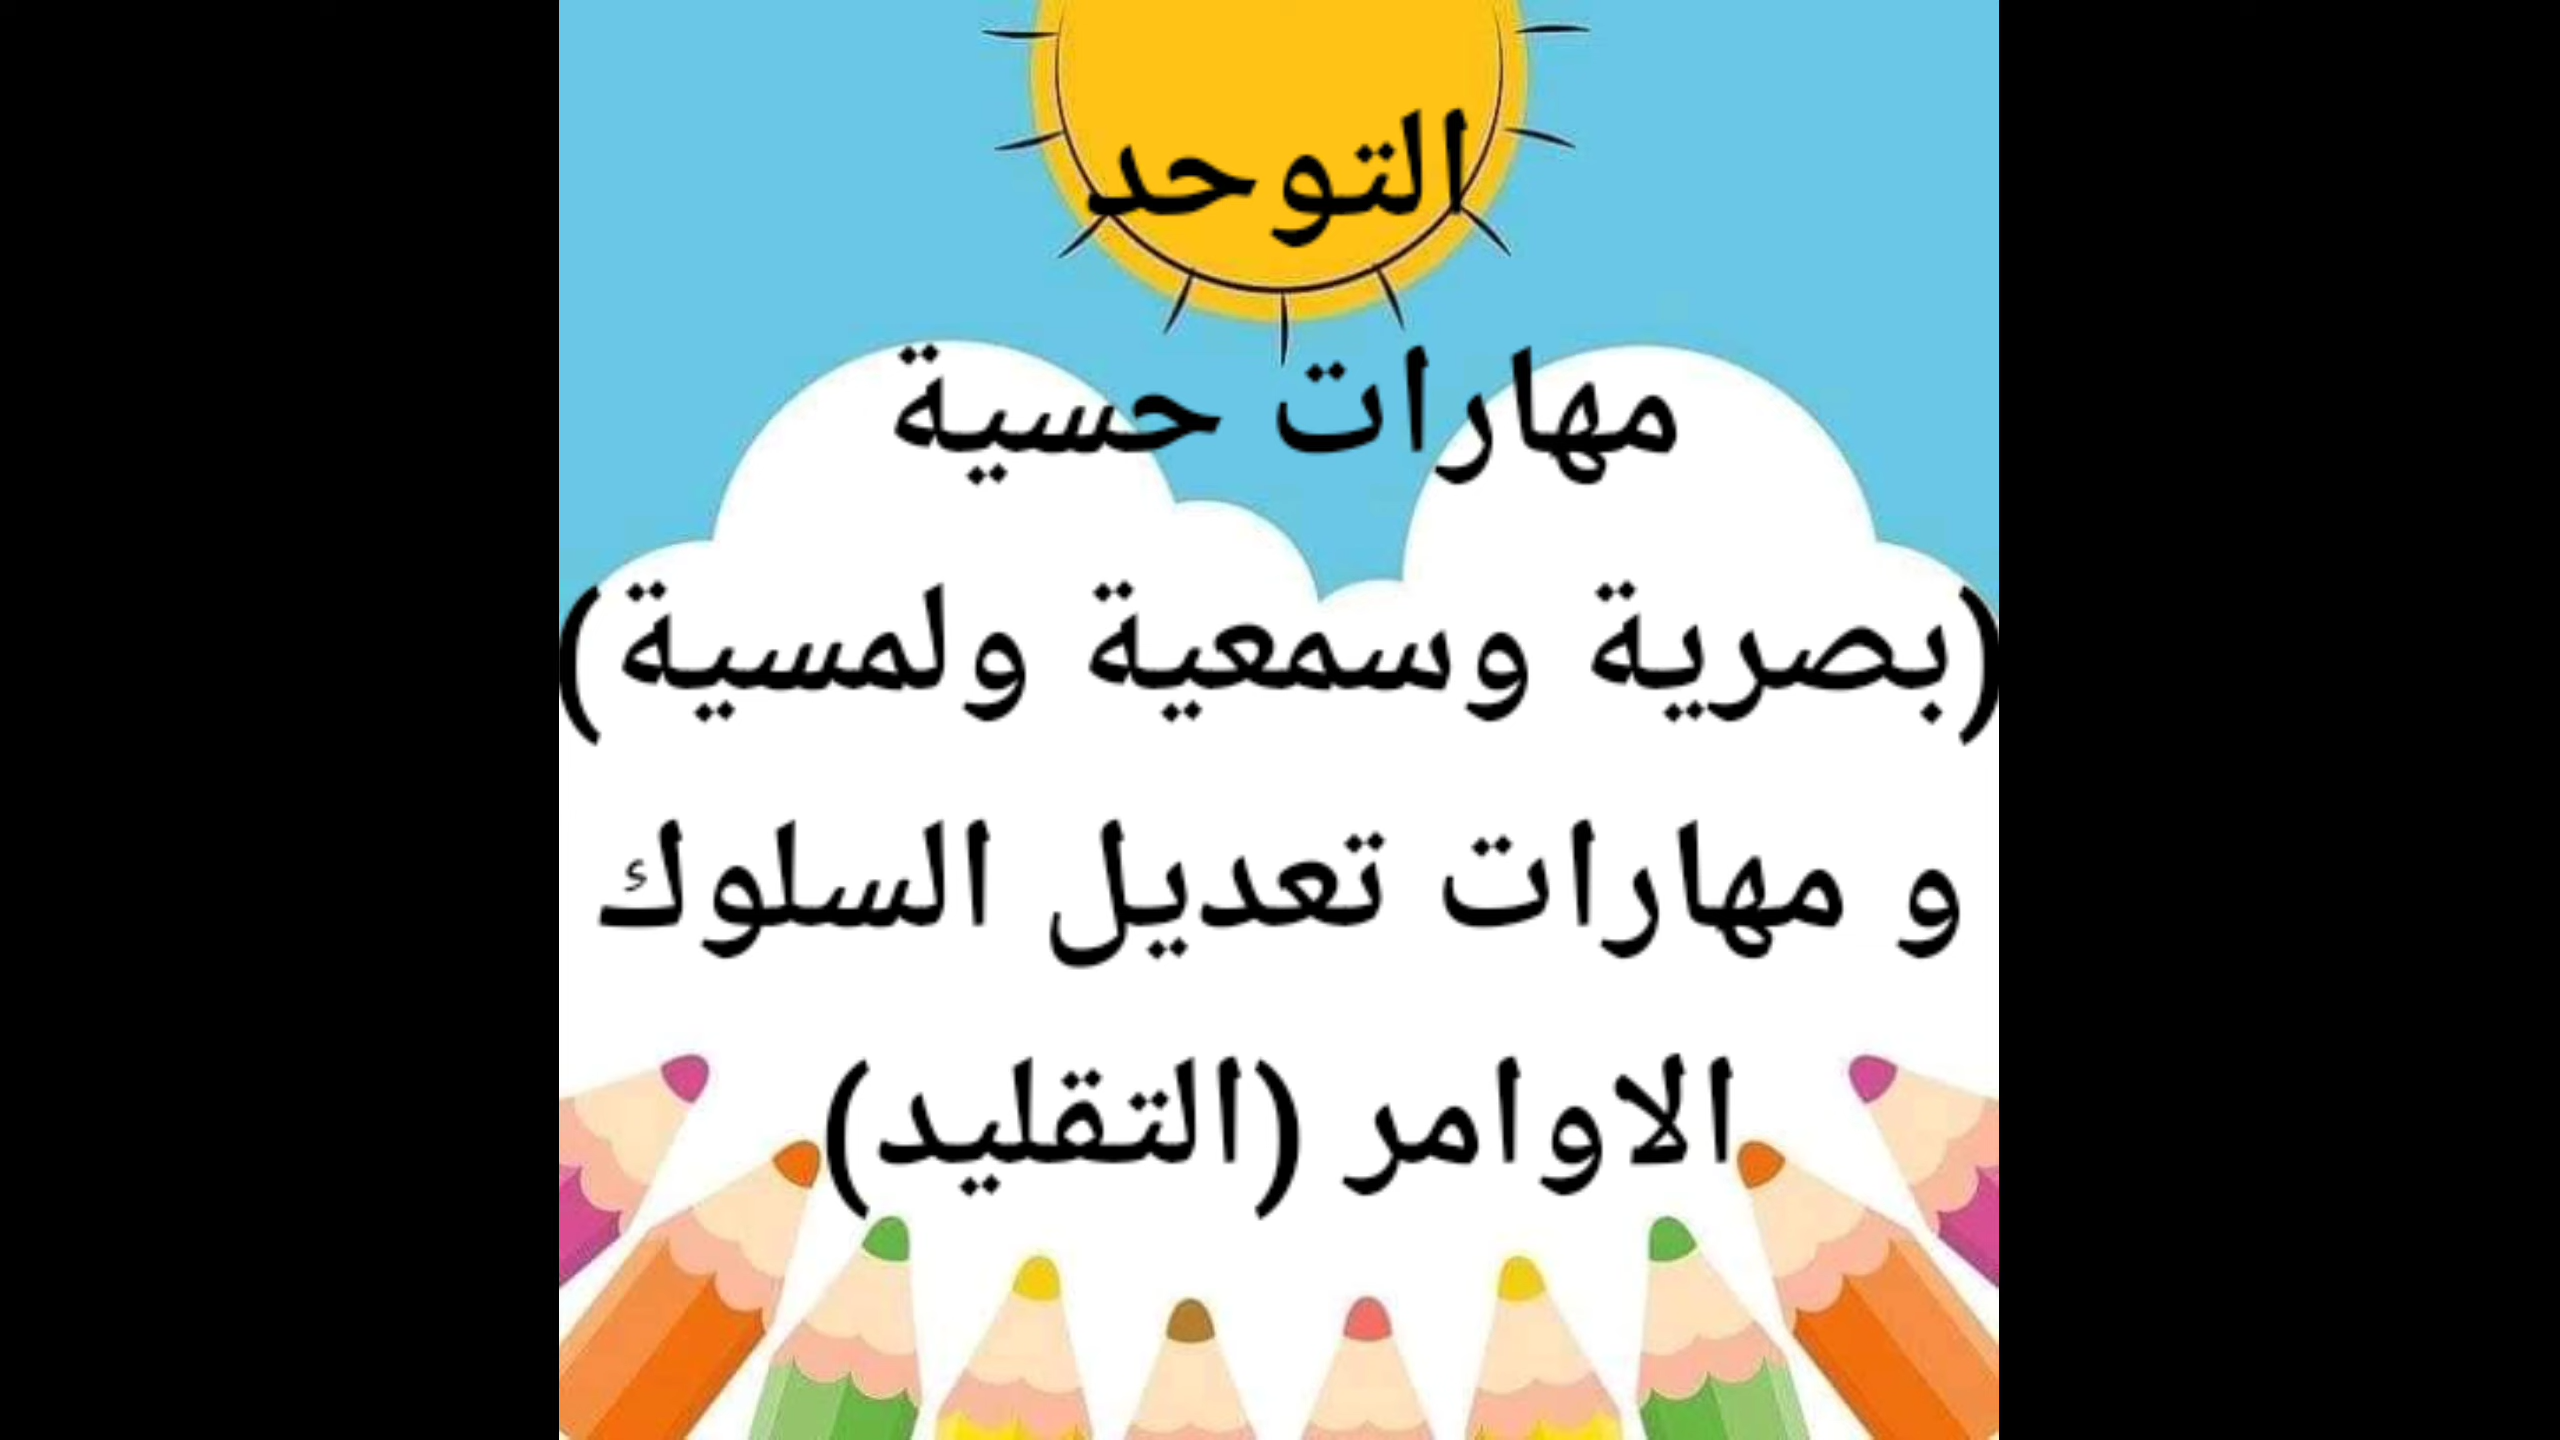 التوحد
مهارات حسية
(بصرية وسمعية ولمسية)
و مهارات تعديل السلوك
الاوامر (التقليد)